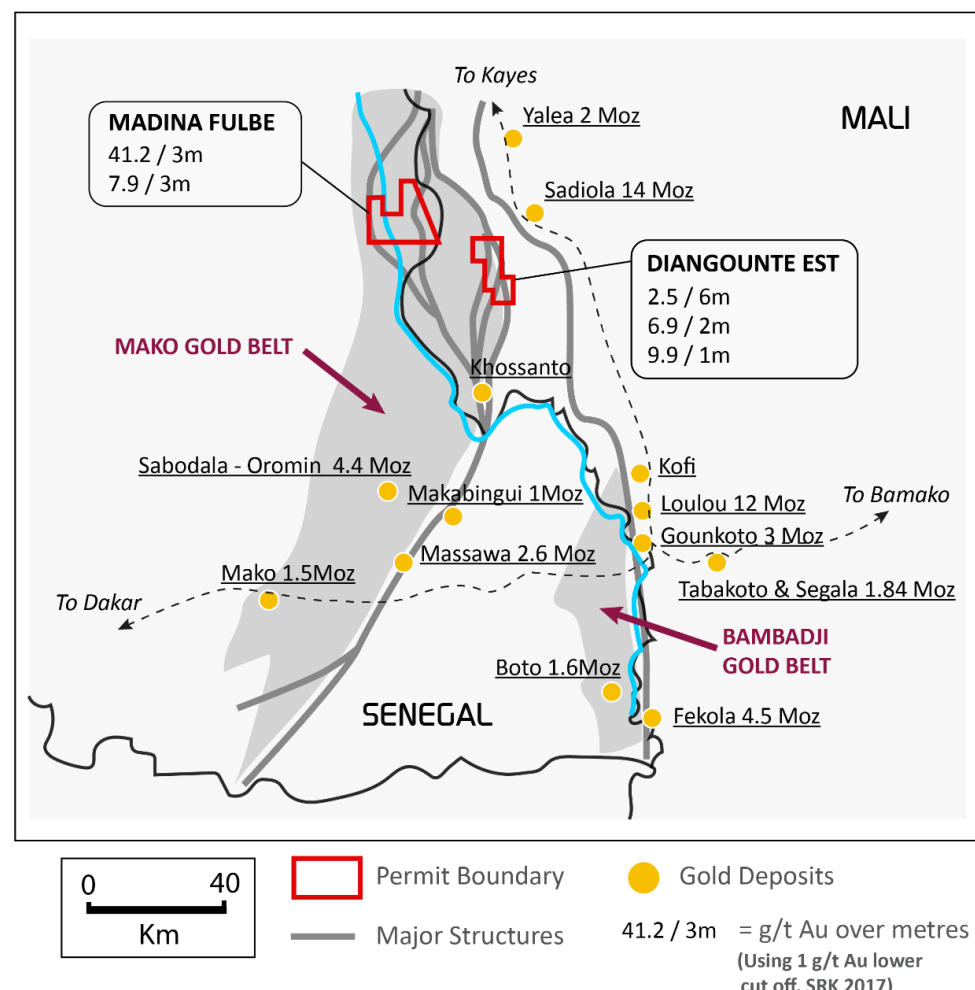 To Kayes
Yalea 2 Moz
MALI
MADINA FULBE
41.2 / 3m
7.9 / 3m
Sadiola 14 Moz
DIANGOUNTE EST
2.5 / 6m
6.9 / 2m
9.9 / 1m
MAKO GOLD BELT
Khossanto
Sabodala - Oromin  4.4 Moz
Kofi
Makabingui 1Moz
Loulou 12 Moz
To Bamako
Gounkoto 3 Moz
Massawa 2.6 Moz
Mako 1.5Moz
Tabakoto & Segala 1.84 Moz
To Dakar
BAMBADJI
GOLD BELT
Boto 1.6Moz
SENEGAL
Fekola 4.5 Moz
0 40
Km
Permit Boundary
Major Structures
Gold Deposits
41.2 / 3m = g/t Au over metres
(Using 1 g/t Au lower
cut off, SRK 2017)